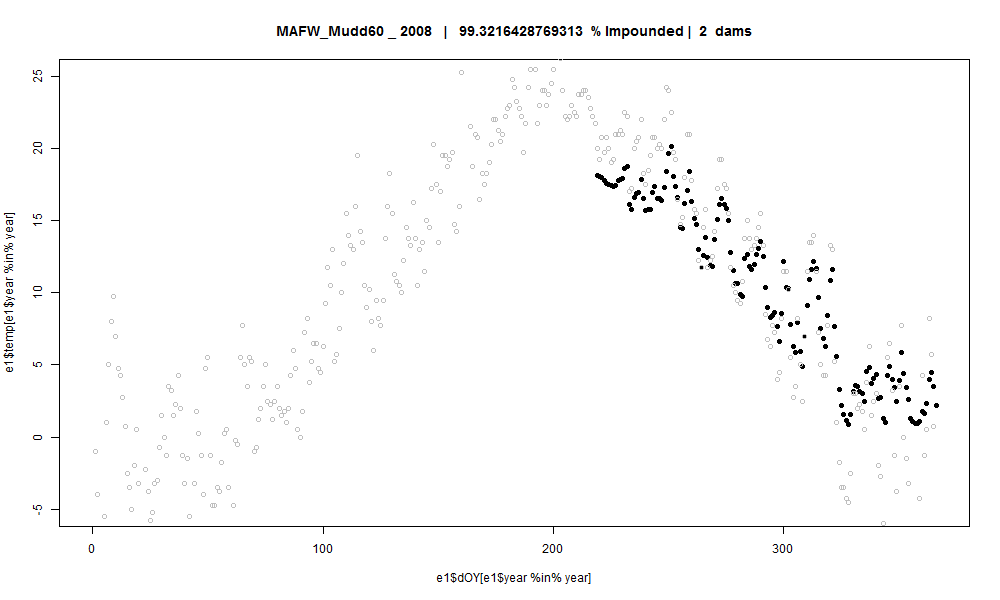 MAFW_Mudd60 _ 2008 | 99.3216428769313 % Impounded | 2 dams
e1$temp[e1$year %in% year]
25
20
15
10
5
0
-5
0 100 200 300
e1$dOY[e1$year %in% year]